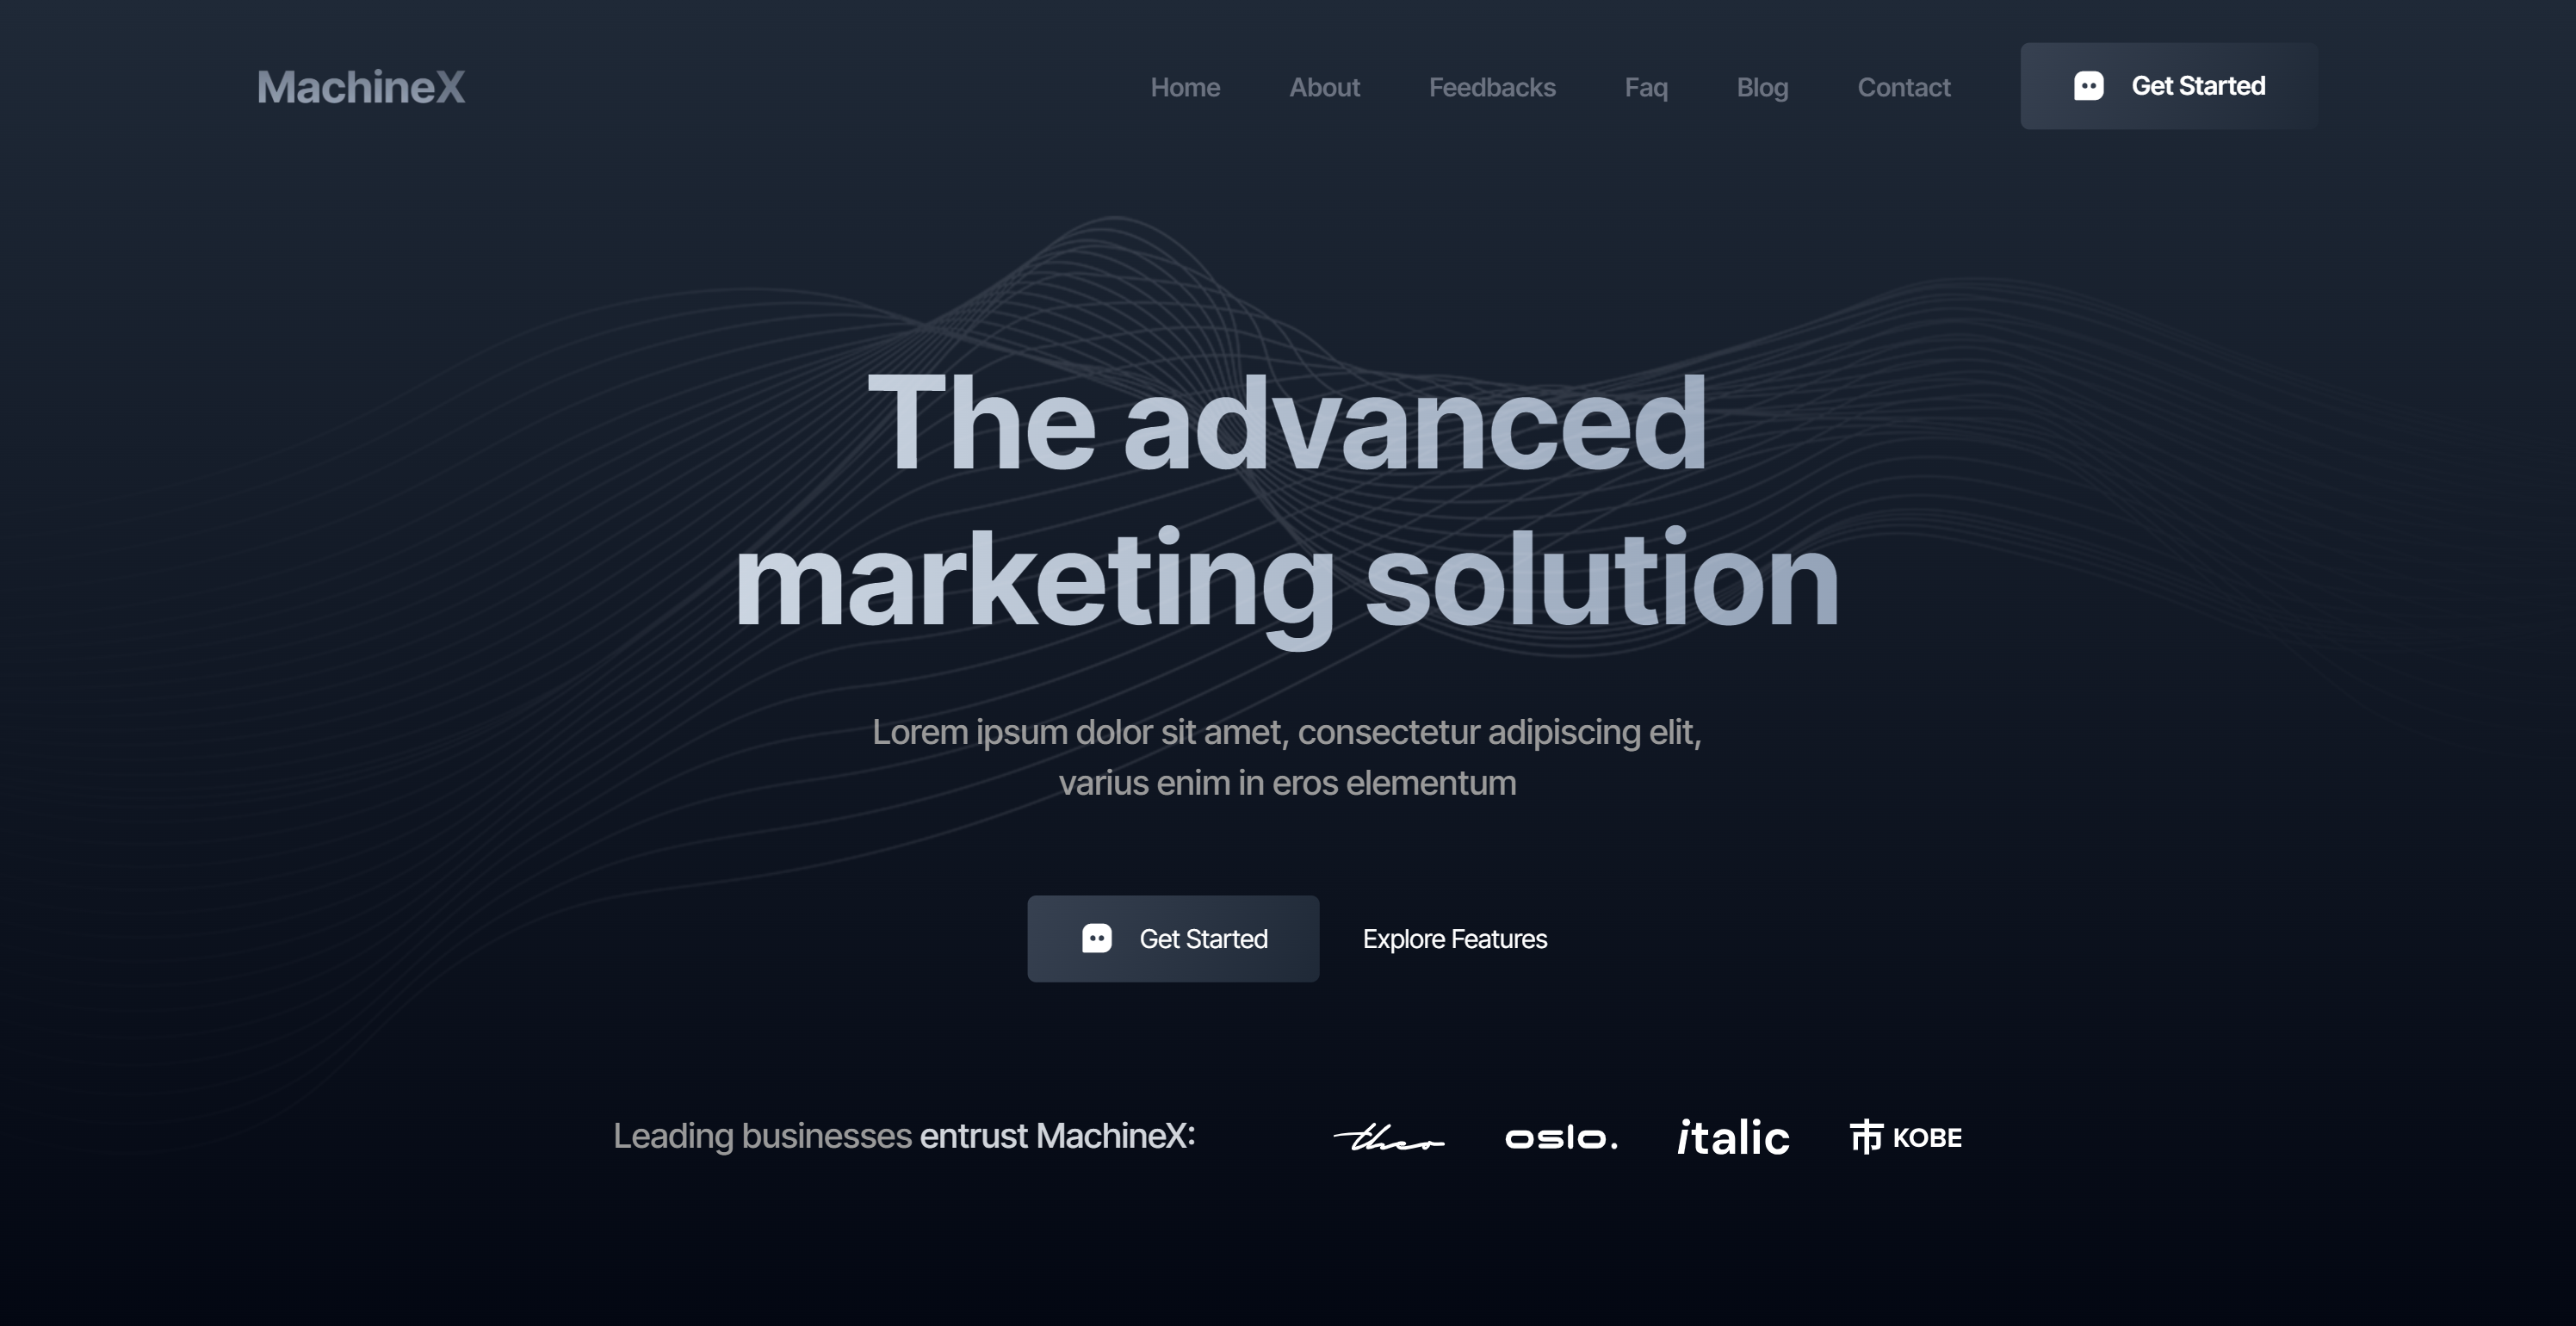 MachineX
Home About Feedbacks Faq Blog Contact Get Started
The advanced
marketing solution
Lorem ipsum dolor sit amet, consectetur adipiscing elit,
varius enim in eros elementum
Get Started Explore Features
Leading businesses entrust MachineX: theo oslo. italic 市 KOBE